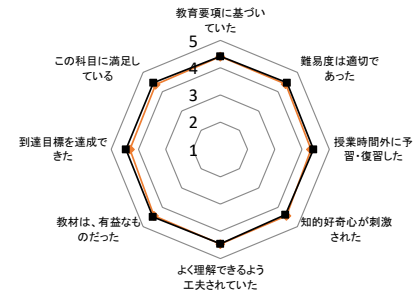 教育要項に基づい
ていた
難易度は適切で
あった
授業時間外に予
習・復習した
知的好奇心が刺激
された
よく理解できるよう
工夫されていた
教材は、有益なも
のだった
到達目標を達成で
きた
この科目に満足し
ている
5
4
3
2
1